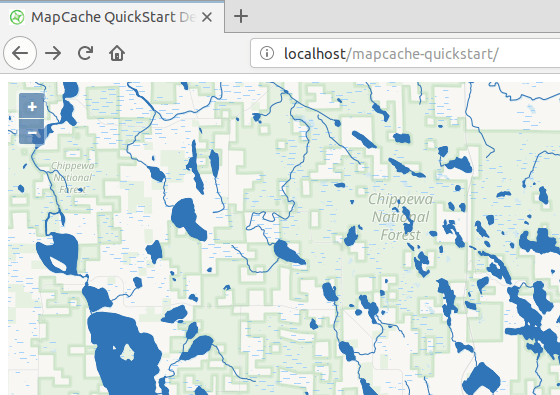 MapCache QuickStart De
localhost/mapcache-quickstart/
+
−
Chippewa
National
Forest
Chippewa
National
Forest